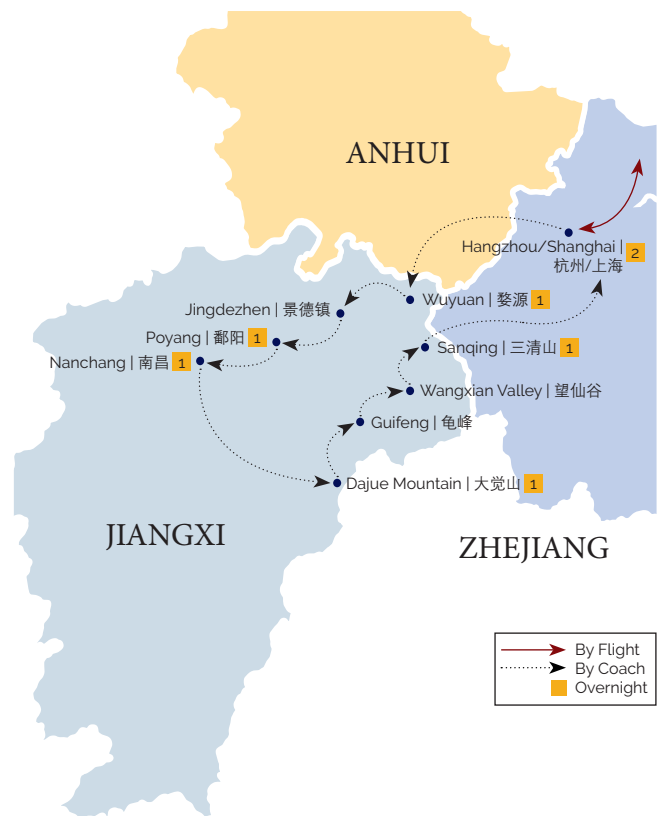 ANHUI
Hangzhou/Shanghai |
杭州/上海 2
Wuyuan | 婺源 1
Jingdezhen | 景德镇
Poyang | 鄱阳 1
Nanchang | 南昌 1
Sanqing | 三清山 1
Wangxian Valley | 望仙谷
Guifeng | 龟峰
Dajue Mountain | 大觉山 1
JIANGXI
ZHEJIANG
By Flight
By Coach
Overnight